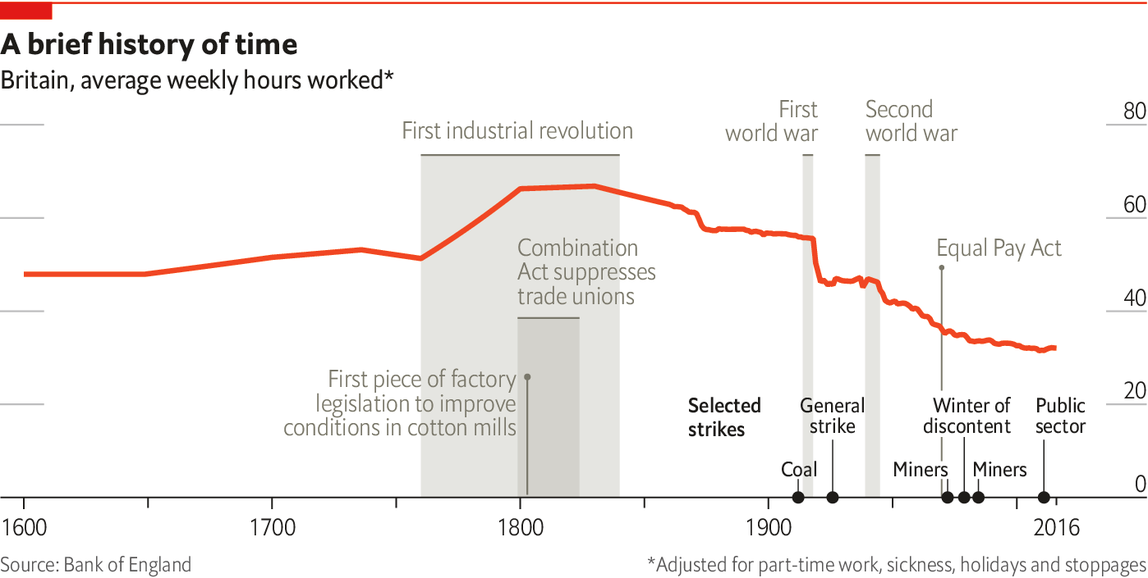 A brief history of time
Britain, average weekly hours worked*
80
60
40
20
0
First industrial revolution
First
world war
Second
world war
Combination
Act suppresses
trade unions
Equal Pay Act
First piece of factory
legislation to improve
conditions in cotton mills
Selected
strikes
General
strike
Winter of
discontent
Public
sector
Coal
Miners
Miners
1600
1700
1800
1900
2016
Source: Bank of England
*Adjusted for part-time work, sickness, holidays and stoppages